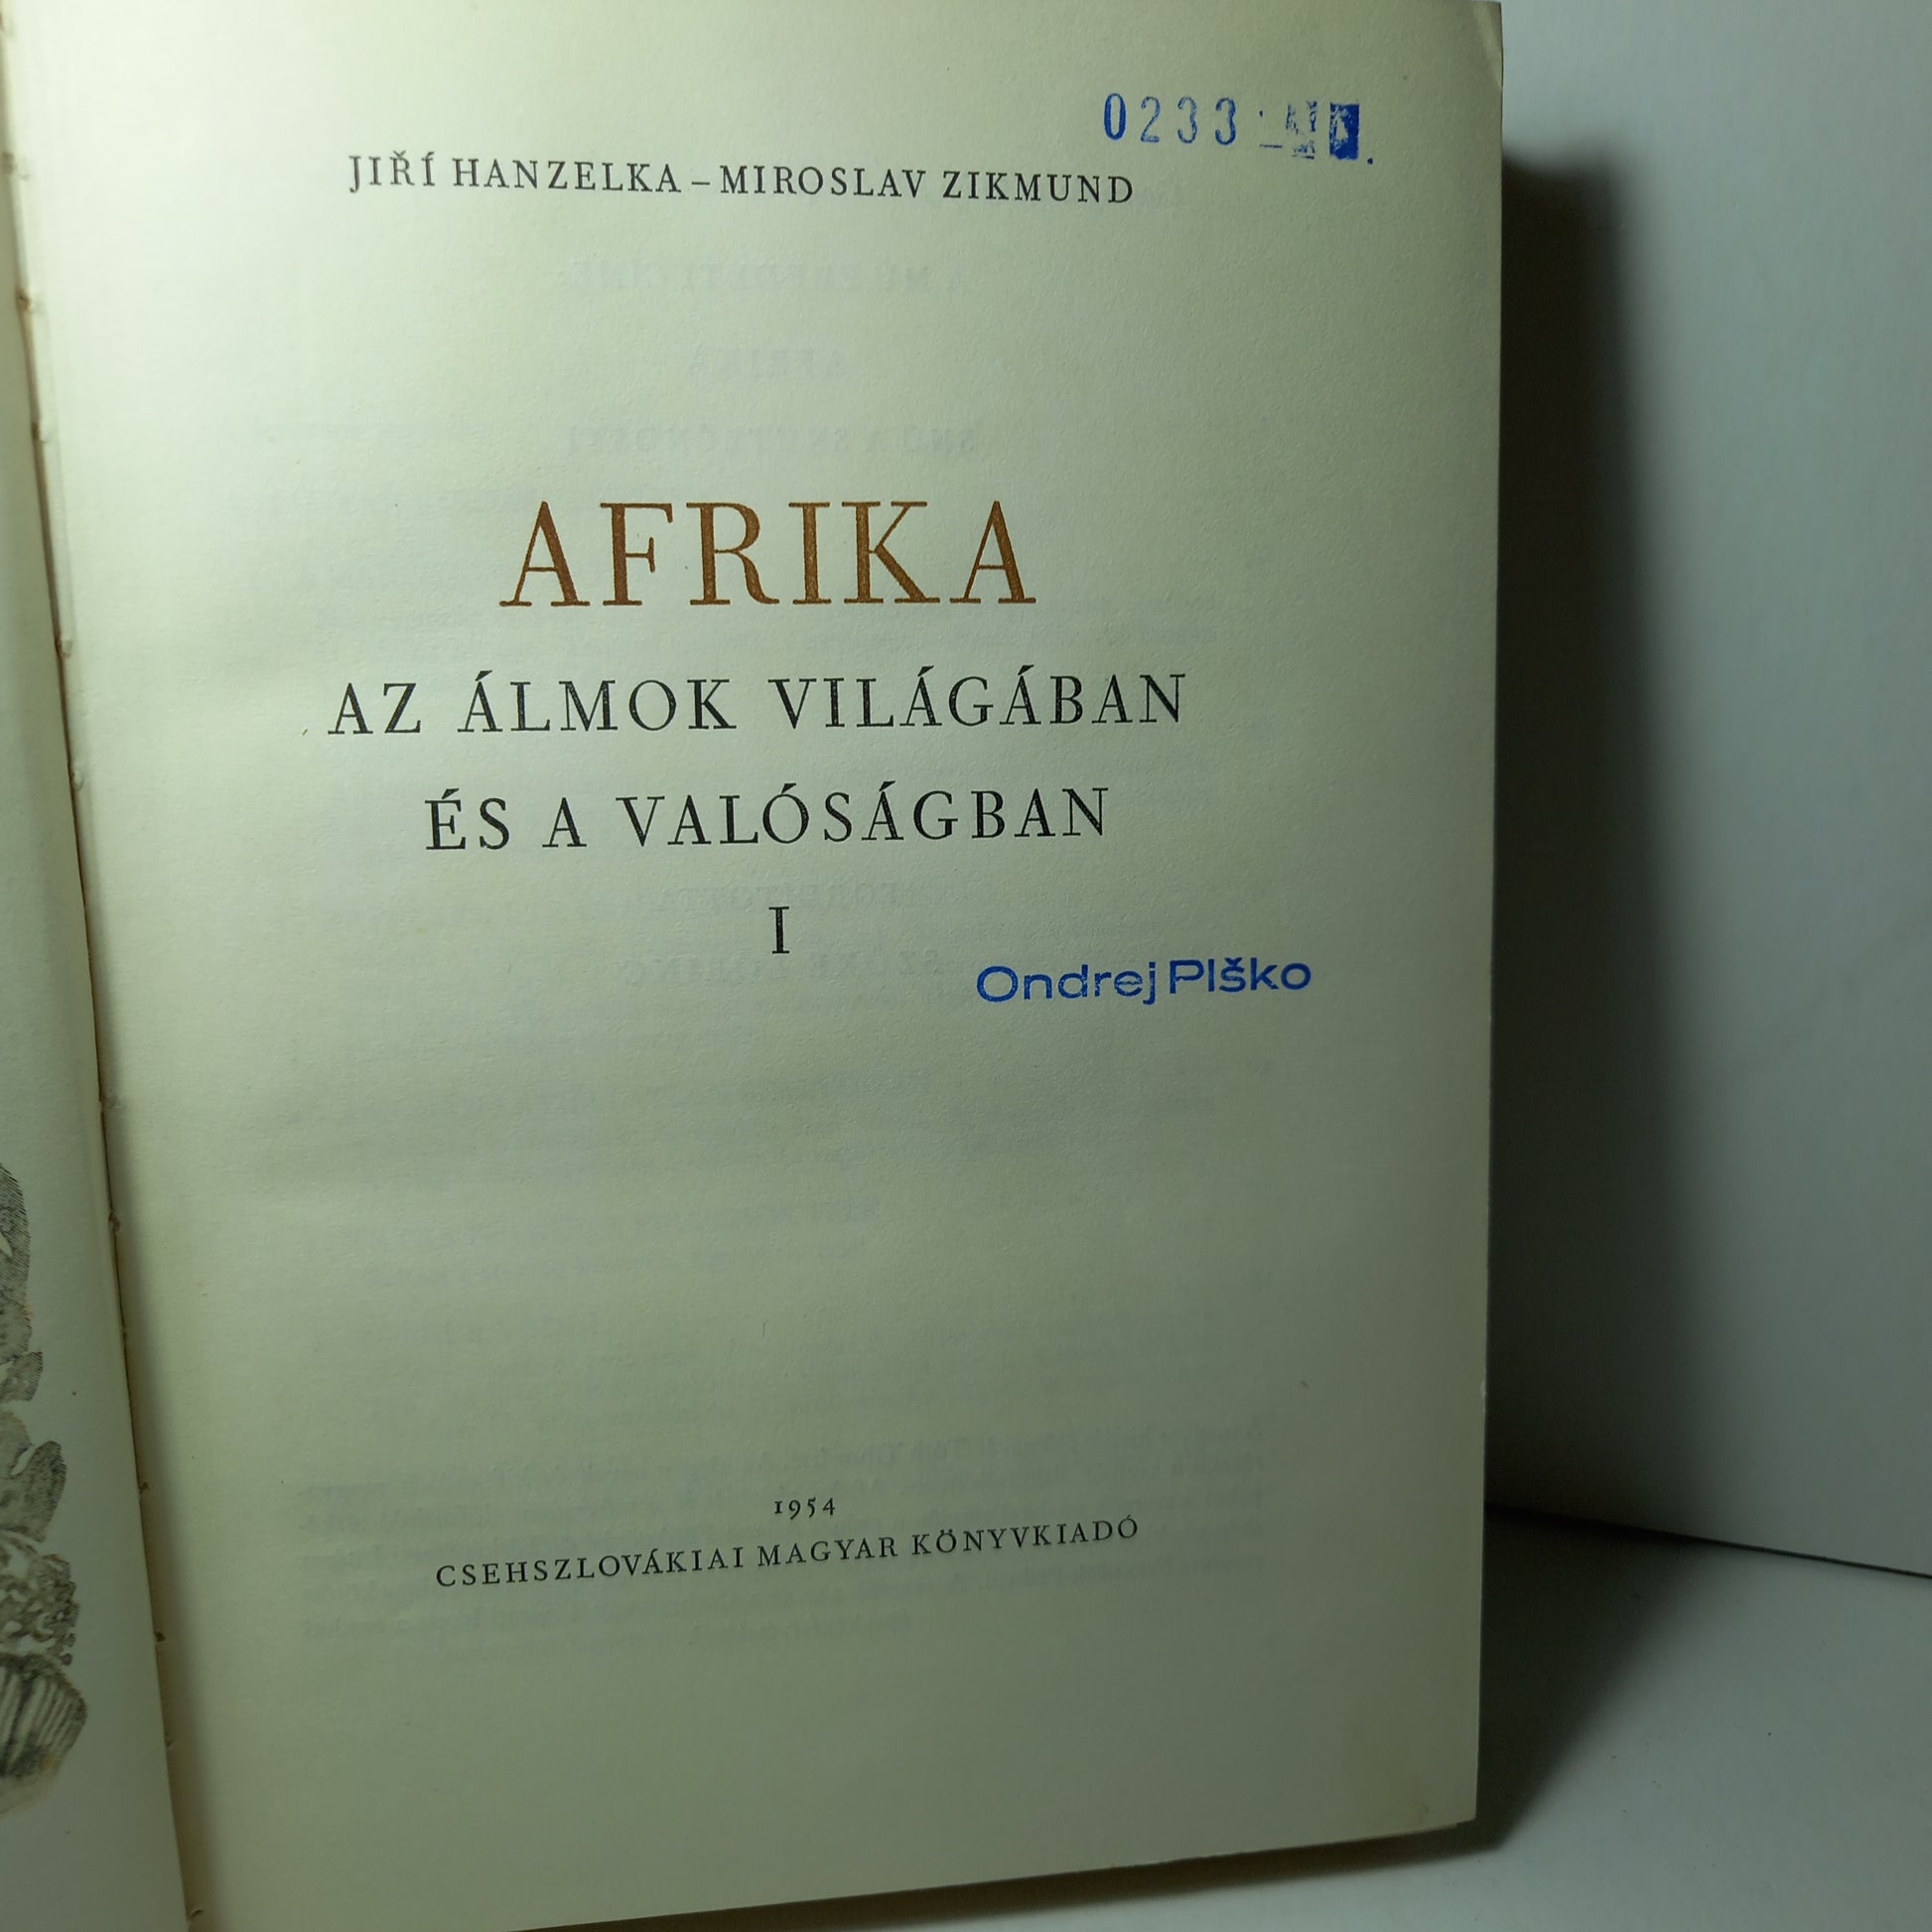 0233
JIŘÍ HANZELKA – MIROSLAV ZIKMUND
AFRIKA
AZ ÁLMOK VILÁGÁBAN
ÉS A VALÓSÁGBAN
I
Ondrej Plško
1954
CSEHSZLOVÁKIAI MAGYAR KÖNYVKIADÓ